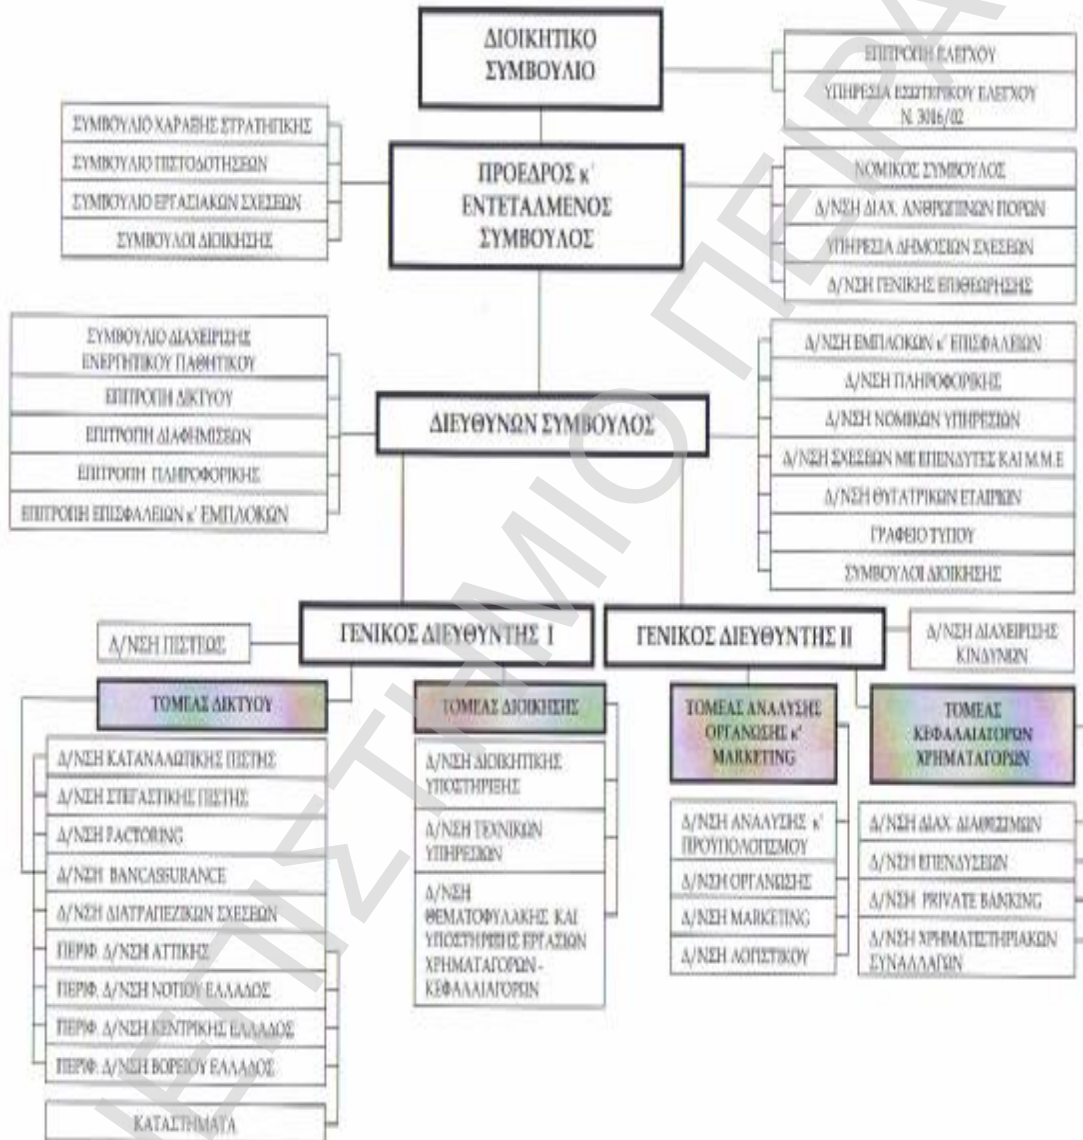 ΔΙΟΙΚΗΤΙΚΟ
ΣΥΜΒΟΥΛΙΟ
ΕΠΙΤΡΟΠΗ ΕΛΕΓΧΟΥ
ΥΠΗΡΕΣΙΑ ΕΣΩΤΕΡΙΚΟΥ ΕΛΕΓΧΟΥ
Ν. 3016/02
ΣΥΜΒΟΥΛΙΟ ΧΑΡΑΞΗΣ ΣΤΡΑΤΗΓΙΚΗΣ
ΣΥΜΒΟΥΛΙΟ ΠΙΣΤΟΔΟΤΗΣΕΩΝ
ΣΥΜΒΟΥΛΙΟ ΕΡΓΑΣΙΑΚΩΝ ΣΧΕΣΕΩΝ
ΣΥΜΒΟΥΛΟΙ ΔΙΟΙΚΗΣΗΣ
ΠΡΟΕΔΡΟΣ κ'
ΕΝΤΕΤΑΛΜΕΝΟΣ
ΣΥΜΒΟΥΛΟΣ
ΝΟΜΙΚΟΣ ΣΥΜΒΟΥΛΟΣ
Δ/ΝΣΗ ΔΙΑΧ. ΑΝΘΡΩΠΙΝΩΝ ΠΟΡΩΝ
ΥΠΗΡΕΣΙΑ ΔΗΜΟΣΙΩΝ ΣΧΕΣΕΩΝ
Δ/ΝΣΗ ΓΕΝΙΚΗΣ ΕΠΙΘΕΩΡΗΣΗΣ
ΣΥΜΒΟΥΛΙΟ ΔΙΑΧΕΙΡΙΣΗΣ
ΕΝΕΡΓΗΤΙΚΟΥ ΠΑΘΗΤΙΚΟΥ
ΕΠΙΤΡΟΠΗ ΔΙΚΤΥΟΥ
ΕΠΙΤΡΟΠΗ ΔΙΑΦΗΜΙΣΕΩΝ
ΕΠΙΤΡΟΠΗ ΠΛΗΡΟΦΟΡΙΚΗΣ
ΕΠΙΤΡΟΠΗ ΕΠΙΣΦΑΛΕΙΩΝ κ' ΕΜΠΛΟΚΩΝ
ΔΙΕΥΘΥΝΩΝ ΣΥΜΒΟΥΛΟΣ
Δ/ΝΣΗ ΕΜΠΛΟΚΩΝ κ' ΕΠΙΣΦΑΛΕΙΩΝ
Δ/ΝΣΗ ΠΛΗΡΟΦΟΡΙΚΗΣ
Δ/ΝΣΗ ΝΟΜΙΚΩΝ ΥΠΗΡΕΣΙΩΝ
Δ/ΝΣΗ ΣΧΕΣΕΩΝ ΜΕ ΕΠΕΝΔΥΤΕΣ ΚΑΙ Μ.Μ.Ε
Δ/ΝΣΗ ΘΥΓΑΤΡΙΚΩΝ ΕΤΑΙΡΙΩΝ
ΓΡΑΦΕΙΟ ΤΥΠΟΥ
ΣΥΜΒΟΥΛΟΙ ΔΙΟΙΚΗΣΗΣ
Δ/ΝΣΗ ΠΙΣΤΕΩΣ
ΓΕΝΙΚΟΣ ΔΙΕΥΘΥΝΤΗΣ Ι
ΓΕΝΙΚΟΣ ΔΙΕΥΘΥΝΤΗΣ ΙΙ
Δ/ΝΣΗ ΔΙΑΧΕΙΡΙΣΗΣ
ΚΙΝΔΥΝΩΝ
ΤΟΜΕΑΣ ΔΙΚΤΥΟΥ
Δ/ΝΣΗ ΚΑΤΑΝΑΛΩΤΙΚΗΣ ΠΙΣΤΗΣ
Δ/ΝΣΗ ΣΤΕΓΑΣΤΙΚΗΣ ΠΙΣΤΗΣ
Δ/ΝΣΗ FACTORING
Δ/ΝΣΗ BANCASSURANCE
Δ/ΝΣΗ ΔΙΑΤΡΑΠΕΖΙΚΩΝ ΣΧΕΣΕΩΝ
ΠΕΡΙΦ. Δ/ΝΣΗ ΑΤΤΙΚΗΣ
ΠΕΡΙΦ. Δ/ΝΣΗ ΝΟΤΙΟΥ ΕΛΛΑΔΟΣ
ΠΕΡΙΦ. Δ/ΝΣΗ ΚΕΝΤΡΙΚΗΣ ΕΛΛΑΔΟΣ
ΠΕΡΙΦ. Δ/ΝΣΗ ΒΟΡΕΙΟΥ ΕΛΛΑΔΟΣ
ΚΑΤΑΣΤΗΜΑΤΑ
ΤΟΜΕΑΣ ΔΙΟΙΚΗΣΗΣ
Δ/ΝΣΗ ΔΙΟΙΚΗΤΙΚΗΣ
ΥΠΟΣΤΗΡΙΞΗΣ
Δ/ΝΣΗ ΤΕΧΝΙΚΩΝ
ΥΠΗΡΕΣΙΩΝ
Δ/ΝΣΗ
ΘΕΜΑΤΟΦΥΛΑΚΗΣ ΚΑΙ
ΥΠΟΣΤΗΡΙΞΗΣ ΕΡΓΑΣΙΩΝ
ΧΡΗΜΑΤΑΓΟΡΩΝ -
ΚΕΦΑΛΑΙΑΓΟΡΩΝ
ΤΟΜΕΑΣ ΑΝΑΛΥΣΗΣ
ΟΡΓΑΝΩΣΗΣ κ'
MARKETING
Δ/ΝΣΗ ΑΝΑΛΥΣΗΣ κ'
ΠΡΟΥΠΟΛΟΓΙΣΜΟΥ
Δ/ΝΣΗ ΟΡΓΑΝΩΣΗΣ
Δ/ΝΣΗ MARKETING
Δ/ΝΣΗ ΛΟΓΙΣΤΙΚΟΥ
ΤΟΜΕΑΣ
ΚΕΦΑΛΑΙΑΓΟΡΩΝ
ΧΡΗΜΑΤΑΓΟΡΩΝ
Δ/ΝΣΗ ΔΙΑΧ. ΔΙΑΘΕΣΙΜΩΝ
Δ/ΝΣΗ ΕΠΕΝΔΥΣΕΩΝ
Δ/ΝΣΗ PRIVATE BANKING
Δ/ΝΣΗ ΧΡΗΜΑΤΙΣΤΗΡΙΑΚΩΝ
ΣΥΝΑΛΛΑΓΩΝ